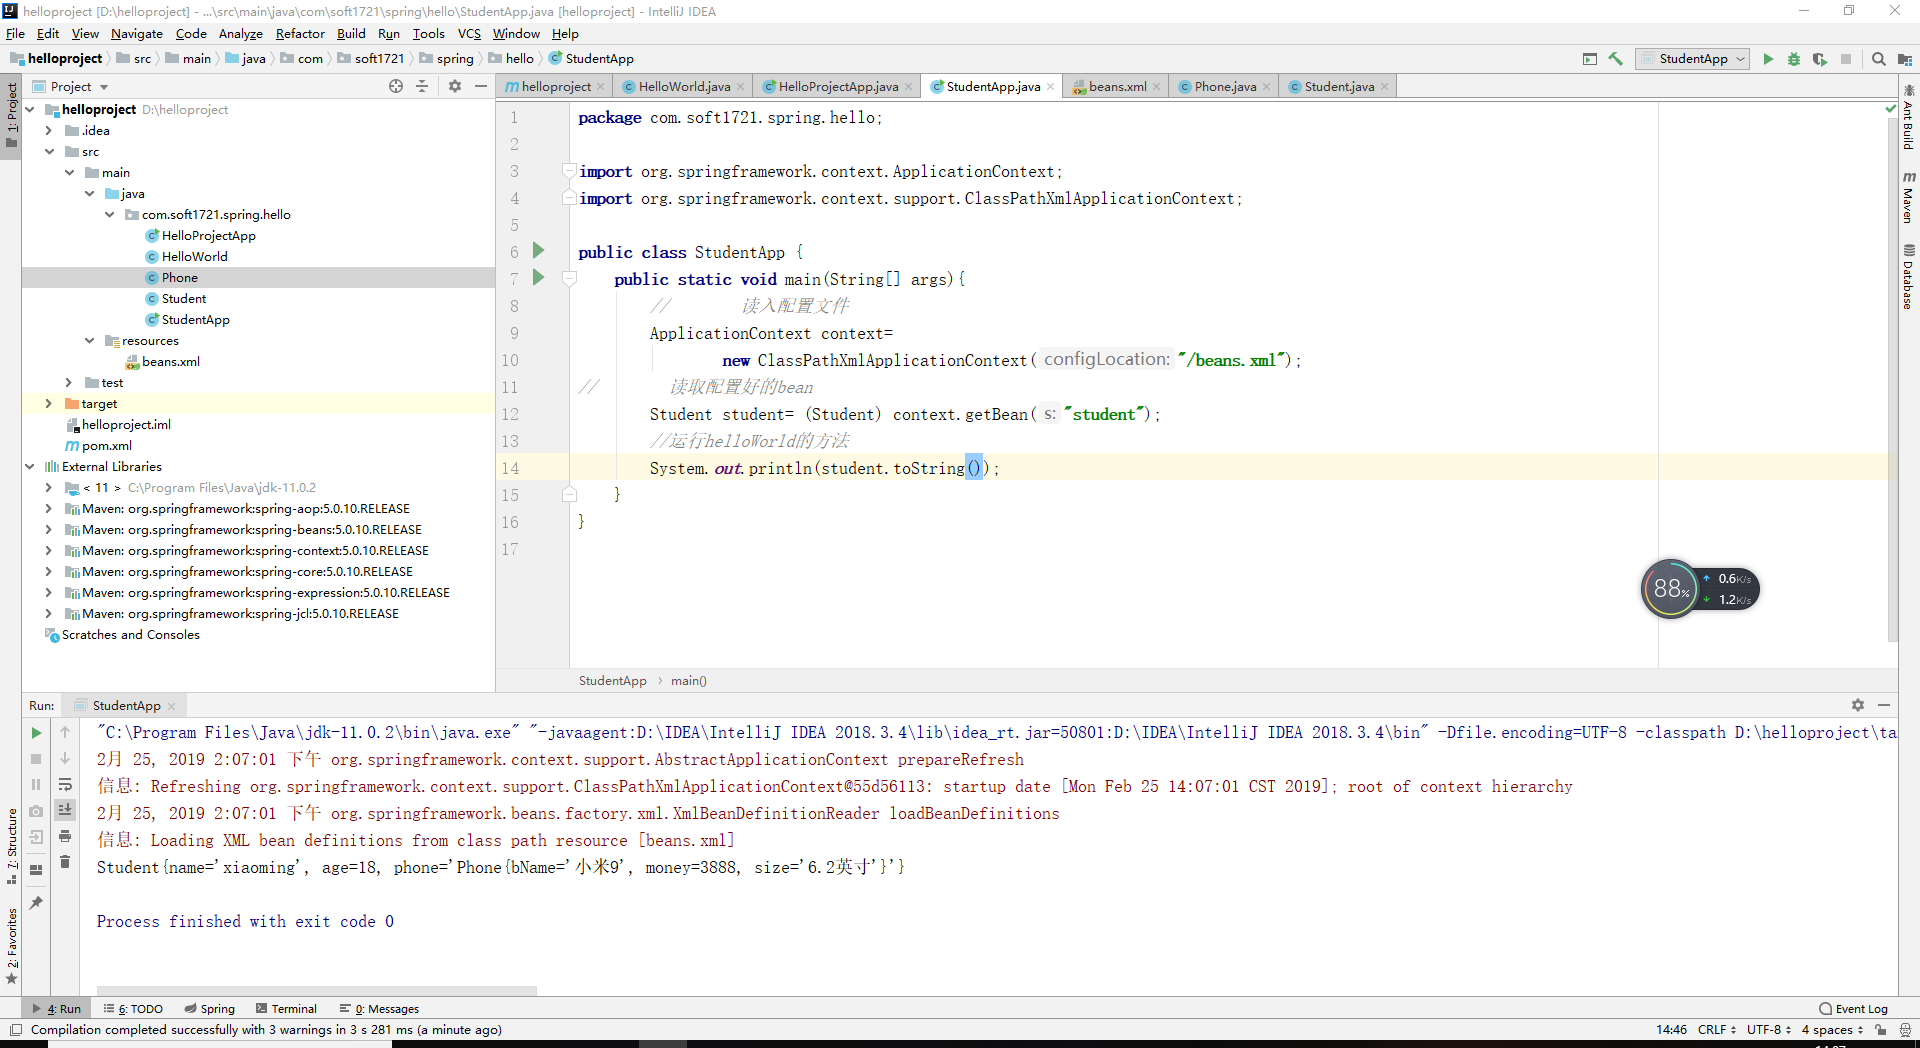 helloproject [D:\helloproject] - ...\src\main\java\com\soft1721\spring\hello\StudentApp.java [helloproject] - IntelliJ IDEA
File Edit View Navigate Code Analyze Refactor Build Run Tools VCS Window Help
helloproject src main java com soft1721 spring hello StudentApp
StudentApp
Project
helloproject HelloWorld.java HelloProjectApp.java StudentApp.java beans.xml Phone.java Student.java
1: Project
helloproject D:\helloproject
.idea
src
main
java
com.soft1721.spring.hello
HelloProjectApp
HelloWorld
Phone
Student
StudentApp
resources
beans.xml
test
target
helloproject.iml
pom.xml
External Libraries
< 11 > C:\Program Files\Java\jdk-11.0.2
Maven: org.springframework:spring-aop:5.0.10.RELEASE
Maven: org.springframework:spring-beans:5.0.10.RELEASE
Maven: org.springframework:spring-context:5.0.10.RELEASE
Maven: org.springframework:spring-core:5.0.10.RELEASE
Maven: org.springframework:spring-expression:5.0.10.RELEASE
Maven: org.springframework:spring-jcl:5.0.10.RELEASE
Scratches and Consoles
1 package com.soft1721.spring.hello;
2
3 import org.springframework.context.ApplicationContext;
4 import org.springframework.context.support.ClassPathXmlApplicationContext;
5
6 public class StudentApp {
7 public static void main(String[] args){
8 // 读入配置文件
9 ApplicationContext context=
10 new ClassPathXmlApplicationContext( configLocation: "/beans.xml");
11 // 读取配置好的bean
12 Student student= (Student) context.getBean( s: "student");
13 //运行helloWorld的方法
14 System.out.println(student.toString());
15 }
16 }
17
Ant Build
Maven
Database
88%
0.6K/s
1.2K/s
StudentApp main()
Run: StudentApp
"C:\Program Files\Java\jdk-11.0.2\bin\java.exe" "-javaagent:D:\IDEA\IntelliJ IDEA 2018.3.4\lib\idea_rt.jar=50801:D:\IDEA\IntelliJ IDEA 2018.3.4\bin" -Dfile.encoding=UTF-8 -classpath D:\helloproject\ta
2月 25, 2019 2:07:01 下午 org.springframework.context.support.AbstractApplicationContext prepareRefresh
信息: Refreshing org.springframework.context.support.ClassPathXmlApplicationContext@55d56113: startup date [Mon Feb 25 14:07:01 CST 2019]; root of context hierarchy
2月 25, 2019 2:07:01 下午 org.springframework.beans.factory.xml.XmlBeanDefinitionReader loadBeanDefinitions
信息: Loading XML bean definitions from class path resource [beans.xml]
Student{name='xiaoming', age=18, phone='Phone{bName='小米9', money=3888, size='6.2英寸'}'}
Process finished with exit code 0
7: Structure
2: Favorites
4: Run 6: TODO Spring Terminal 0: Messages Event Log
Compilation completed successfully with 3 warnings in 3 s 281 ms (a minute ago) 14:46 CRLF UTF-8 4 spaces